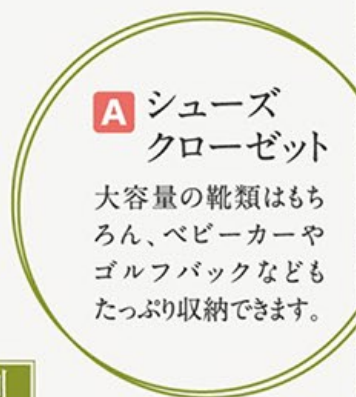 A シューズ
クローゼット
大容量の靴類はもち
ろん、ベビーカーや
ゴルフバックなども
たっぷり収納できます。